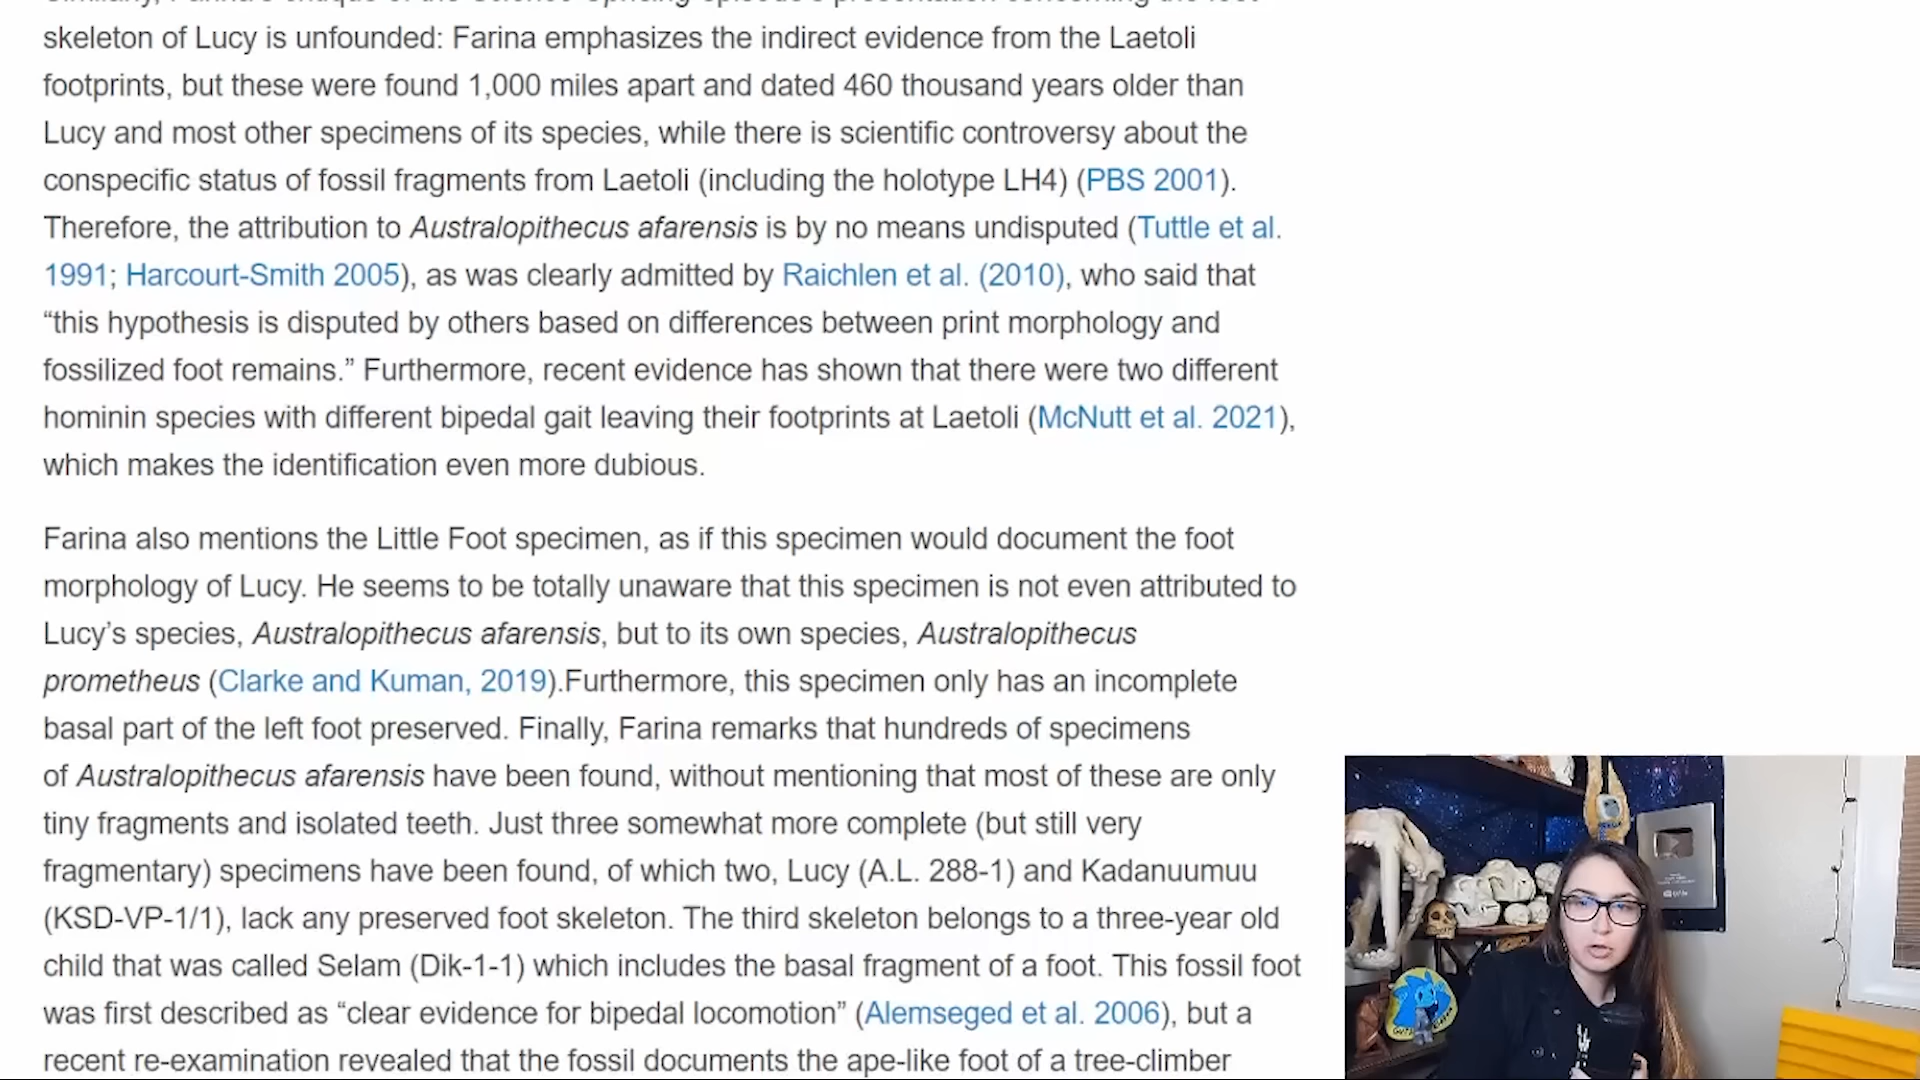 skeleton of Lucy is unfounded: Farina emphasizes the indirect evidence from the Laetoli
footprints, but these were found 1,000 miles apart and dated 460 thousand years older than
Lucy and most other specimens of its species, while there is scientific controversy about the
conspecific status of fossil fragments from Laetoli (including the holotype LH4) (PBS 2001).
Therefore, the attribution to Australopithecus afarensis is by no means undisputed (Tuttle et al.
1991; Harcourt-Smith 2005), as was clearly admitted by Raichlen et al. (2010), who said that
“this hypothesis is disputed by others based on differences between print morphology and
fossilized foot remains.” Furthermore, recent evidence has shown that there were two different
hominin species with different bipedal gait leaving their footprints at Laetoli (McNutt et al. 2021),
which makes the identification even more dubious.
Farina also mentions the Little Foot specimen, as if this specimen would document the foot
morphology of Lucy. He seems to be totally unaware that this specimen is not even attributed to
Lucy’s species, Australopithecus afarensis, but to its own species, Australopithecus
prometheus (Clarke and Kuman, 2019).Furthermore, this specimen only has an incomplete
basal part of the left foot preserved. Finally, Farina remarks that hundreds of specimens
of Australopithecus afarensis have been found, without mentioning that most of these are only
tiny fragments and isolated teeth. Just three somewhat more complete (but still very
fragmentary) specimens have been found, of which two, Lucy (A.L. 288-1) and Kadanuumuu
(KSD-VP-1/1), lack any preserved foot skeleton. The third skeleton belongs to a three-year old
child that was called Selam (Dik-1-1) which includes the basal fragment of a foot. This fossil foot
was first described as “clear evidence for bipedal locomotion” (Alemseged et al. 2006), but a
recent re-examination revealed that the fossil documents the ape-like foot of a tree-climber